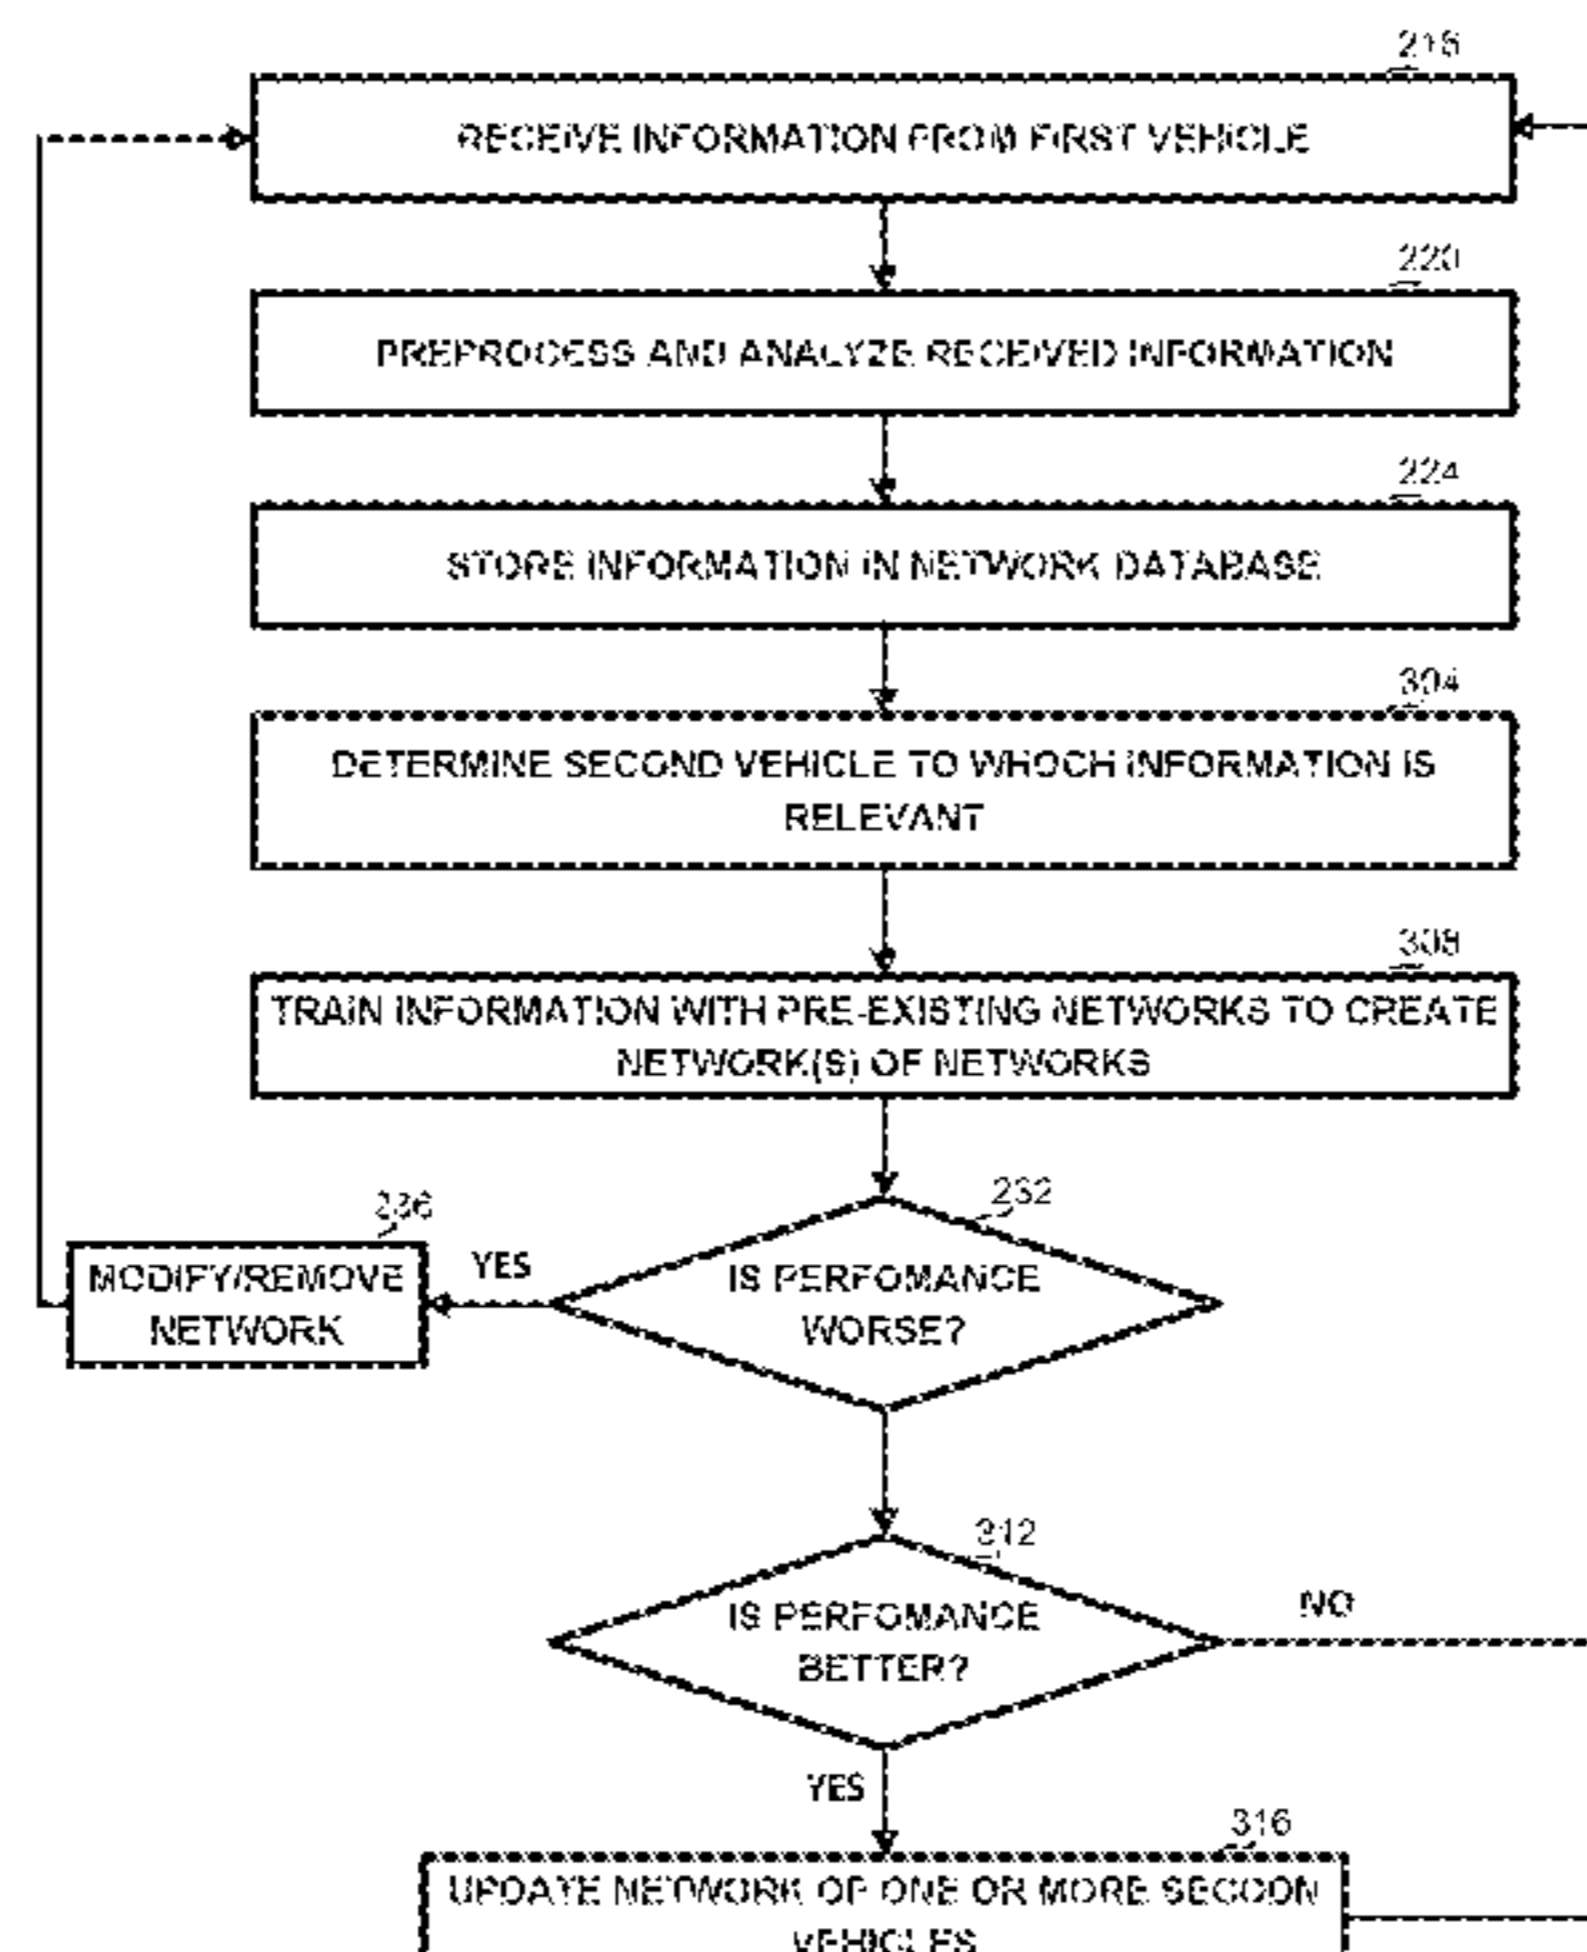 216
RECEIVE INFORMATION FROM FIRST VEHICLE
220
PREPROCESS AND ANALYZE RECEIVED INFORMATION
224
STORE INFORMATION IN NETWORK DATABASE
304
DETERMINE SECOND VEHICLE TO WHOCH INFORMATION IS
RELEVANT
308
TRAIN INFORMATION WITH PRE-EXISTING NETWORKS TO CREATE
NETWORK(S) OF NETWORKS
232
IS PERFOMANCE
WORSE?
236
YES
MODIFY/REMOVE
NETWORK
312
IS PERFOMANCE
BETTER?
NO
YES
316
UPDATE NETWORK OF ONE OR MORE SECODN
VEHICLES